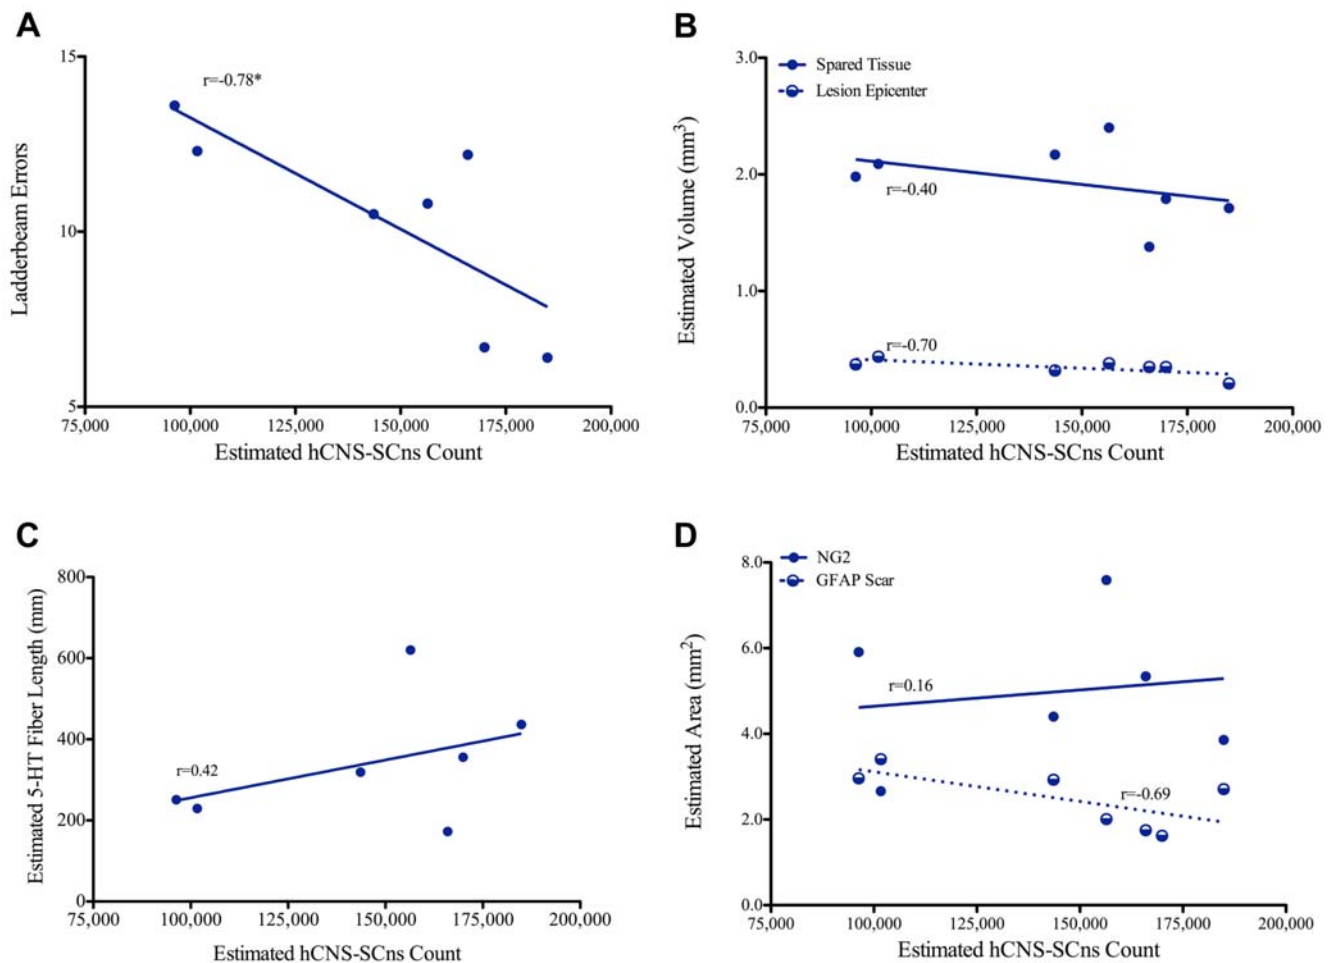 A
15
r=-0.78*
10
5
Ladderbeam Errors
75,000 100,000 125,000 150,000 175,000 200,000
Estimated hCNS-SCns Count
B
3.0
Spared Tissue
Lesion Epicenter
2.0
r=-0.40
1.0
r=-0.70
0.0
Estimated Volume (mm3)
75,000 100,000 125,000 150,000 175,000 200,000
Estimated hCNS-SCns Count
C
800
600
400
r=0.42
200
0
Estimated 5-HT Fiber Length (mm)
75,000 100,000 125,000 150,000 175,000 200,000
Estimated hCNS-SCns Count
D
8.0
NG2
GFAP Scar
6.0
r=0.16
4.0
r=-0.69
2.0
0.0
Estimated Area (mm2)
75,000 100,000 125,000 150,000 175,000 200,000
Estimated hCNS-SCns Count